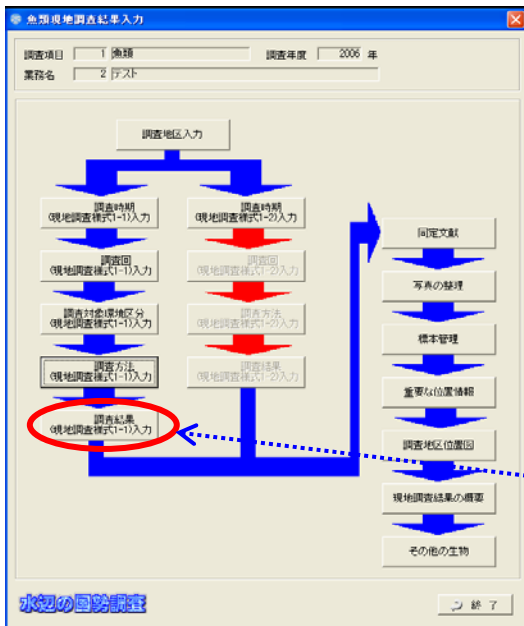 魚類現地調査結果入力
調査項目 1 魚類 調査年度 2006 年
業務名 2 テスト
調査地区入力
調査時期
(現地調査様式1-1)入力
調査回
(現地調査様式1-1)入力
調査対象環境区分
(現地調査様式1-1)入力
調査方法
(現地調査様式1-1)入力
調査結果
(現地調査様式1-1)入力
調査時期
(現地調査様式1-2)入力
調査回
(現地調査様式1-2)入力
調査方法
(現地調査様式1-2)入力
調査結果
(現地調査様式1-2)入力
同定文献
写真の整理
標本管理
重要な位置情報
調査地区位置図
現地調査結果の概要
その他の生物
水辺の国勢調査
終 了